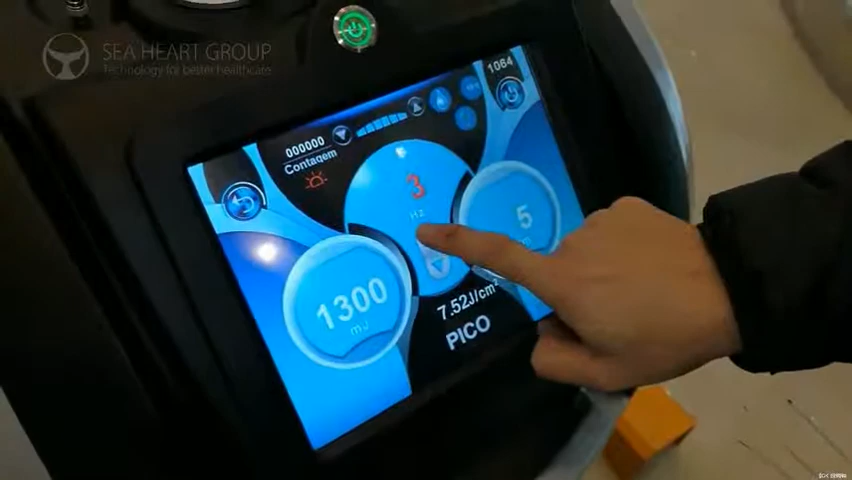 SEA HEART GROUP
Technology for better healthcare
1064
000000
Contagem
3
Hz
5
1300
mJ
7.52J/cm²
PICO